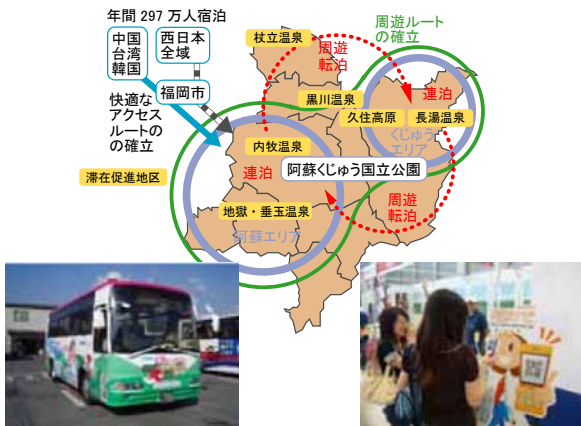 年間 297 万人宿泊
中国
台湾
韓国
西日本
全域
福岡市
快適な
アクセス
ルートの
の確立
滞在促進地区
杖立温泉
周遊
転泊
周遊ルート
の確立
黒川温泉
連泊
久住高原
長湯温泉
くじゅう
エリア
内牧温泉
連泊
阿蘇くじゅう国立公園
地獄・垂玉温泉
阿蘇エリア
周遊
転泊